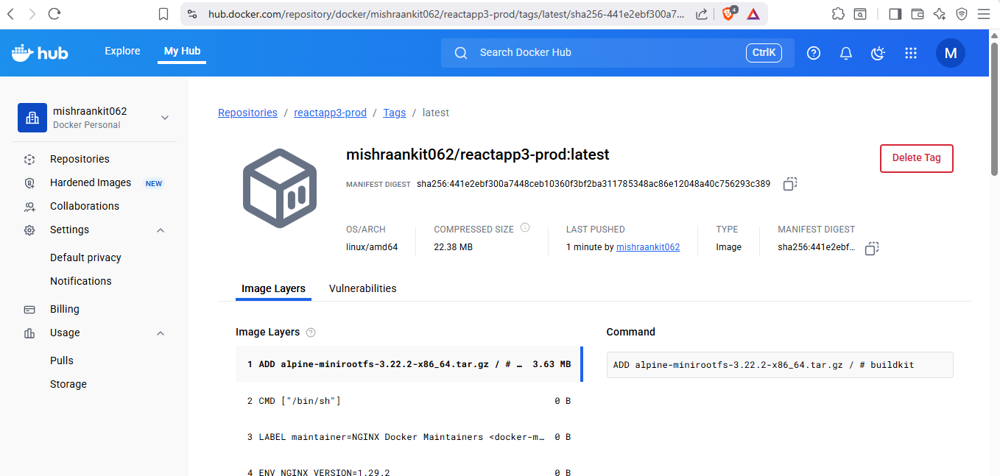 hub.docker.com/repository/docker/mishraankit062/reactapp3-prod/tags/latest/sha256-441e2ebf300a7...
4
hub
Explore
My Hub
Search Docker Hub
CtrlK
M
mishraankit062
Docker Personal
Repositories
Hardened Images NEW
Collaborations
Settings
Default privacy
Notifications
Billing
Usage
Pulls
Storage
Repositories / reactapp3-prod / Tags / latest
mishraankit062/reactapp3-prod:latest
Delete Tag
MANIFEST DIGEST sha256:441e2ebf300a7448ceb10360f3bf2ba311785348ac86e12048a40c756293c389
OS/ARCH
linux/amd64
COMPRESSED SIZE
22.38 MB
LAST PUSHED
1 minute by mishraankit062
TYPE
Image
MANIFEST DIGEST
sha256:441e2ebf...
Image Layers
Vulnerabilities
Image Layers
1 ADD alpine-minirootfs-3.22.2-x86_64.tar.gz / # … 3.63 MB
2 CMD ["/bin/sh"] 0 B
3 LABEL maintainer=NGINX Docker Maintainers <docker-m… 0 B
4 ENV NGINX_VERSION=1.29.2 0 B
Command
ADD alpine-minirootfs-3.22.2-x86_64.tar.gz / # buildkit